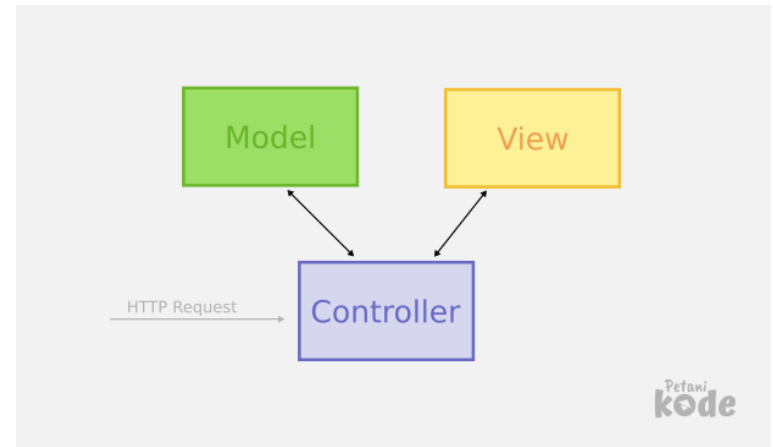 Model
View
HTTP Request
Controller
Petani
kode